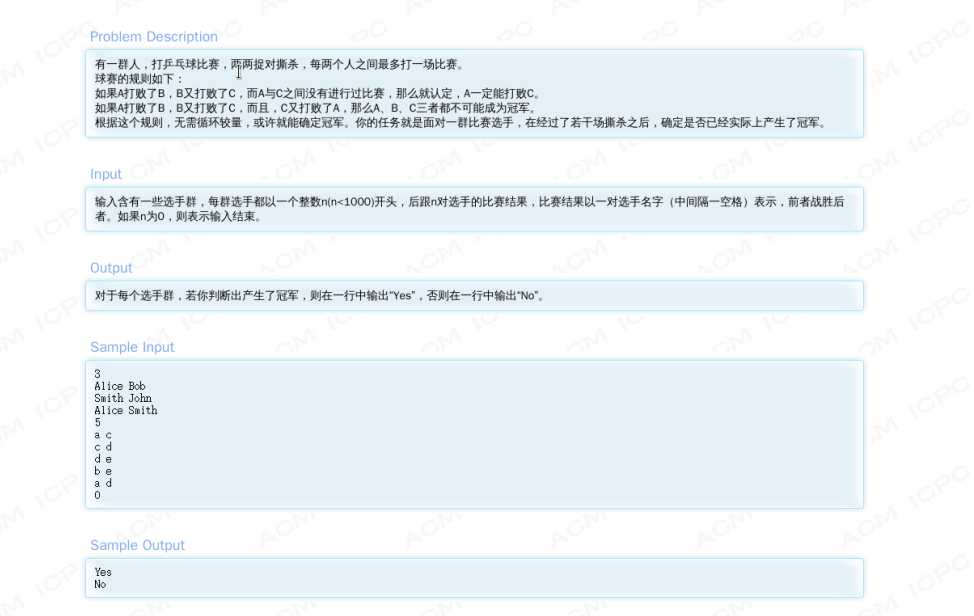 Problem Description
有一群人，打乒乓球比赛，两两捉对撕杀，每两个人之间最多打一场比赛。
球赛的规则如下：
如果A打败了B，B又打败了C，而A与C之间没有进行过比赛，那么就认定，A一定能打败C。
如果A打败了B，B又打败了C，而且，C又打败了A，那么A、B、C三者都不可能成为冠军。
根据这个规则，无需循环较量，或许就能确定冠军。你的任务就是面对一群比赛选手，在经过了若干场撕杀之后，确定是否已经实际上产生了冠军。
Input
输入含有一些选手群，每群选手都以一个整数n(n<1000)开头，后跟n对选手的比赛结果，比赛结果以一对选手名字（中间隔一空格）表示，前者战胜后
者。如果n为0，则表示输入结束。
Output
对于每个选手群，若你判断出产生了冠军，则在一行中输出“Yes”，否则在一行中输出“No”。
Sample Input
3
Alice Bob
Smith John
Alice Smith
5
a c
c d
d e
b e
a d
0
Sample Output
Yes
No